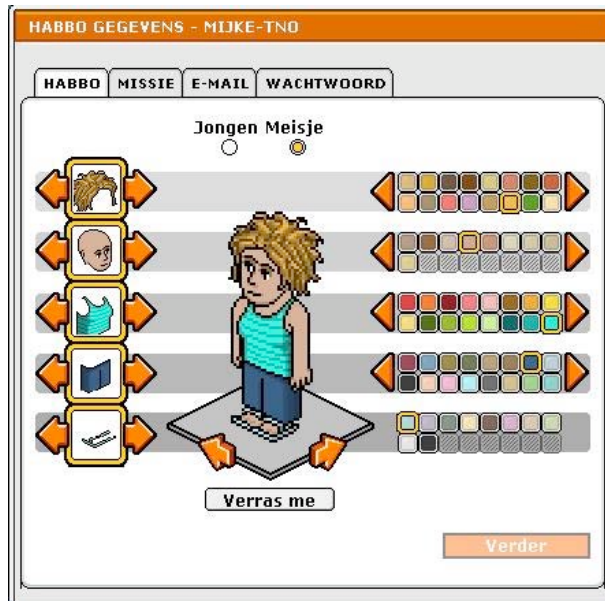 HABBO GEGEVENS - MIJKE-TNO
HABBO MISSIE E-MAIL WACHTWOORD
Jongen Meisje
Verras me
Verder